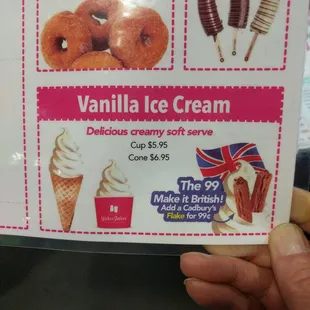 Vanilla Ice Cream
Delicious creamy soft serve
Cup $5.95
Cone $6.95
The 99
Make it British!
Add a Cadbury's
Flake for 99¢